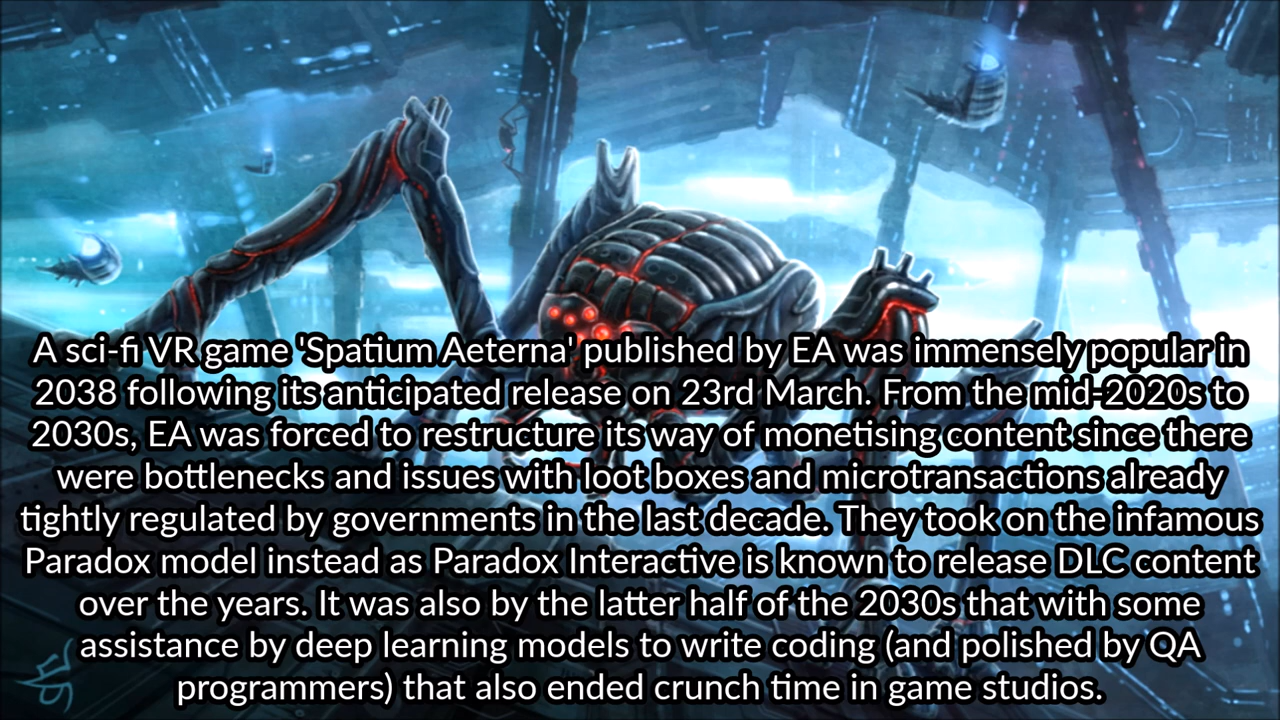 A sci-fi VR game 'Spatium Aeterna' published by EA was immensely popular in
2038 following its anticipated release on 23rd March. From the mid-2020s to
2030s, EA was forced to restructure its way of monetising content since there
were bottlenecks and issues with loot boxes and microtransactions already
tightly regulated by governments in the last decade. They took on the infamous
Paradox model instead as Paradox Interactive is known to release DLC content
over the years. It was also by the latter half of the 2030s that with some
assistance by deep learning models to write coding (and polished by QA
programmers) that also ended crunch time in game studios.